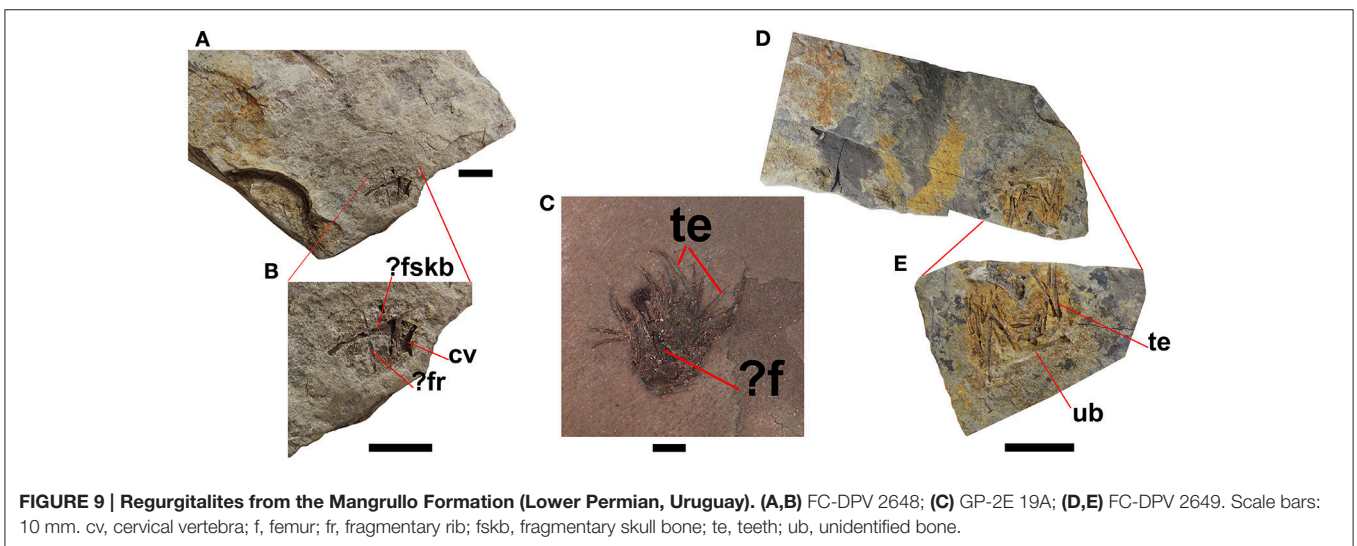 A
D
C
te
B
?fskb
E
cv
te
?fr
?f
ub
FIGURE 9 | Regurgitalites from the Mangrullo Formation (Lower Permian, Uruguay). (A,B) FC-DPV 2648; (C) GP-2E 19A; (D,E) FC-DPV 2649. Scale bars:
10 mm. cv, cervical vertebra; f, femur; fr, fragmentary rib; fskb, fragmentary skull bone; te, teeth; ub, unidentified bone.